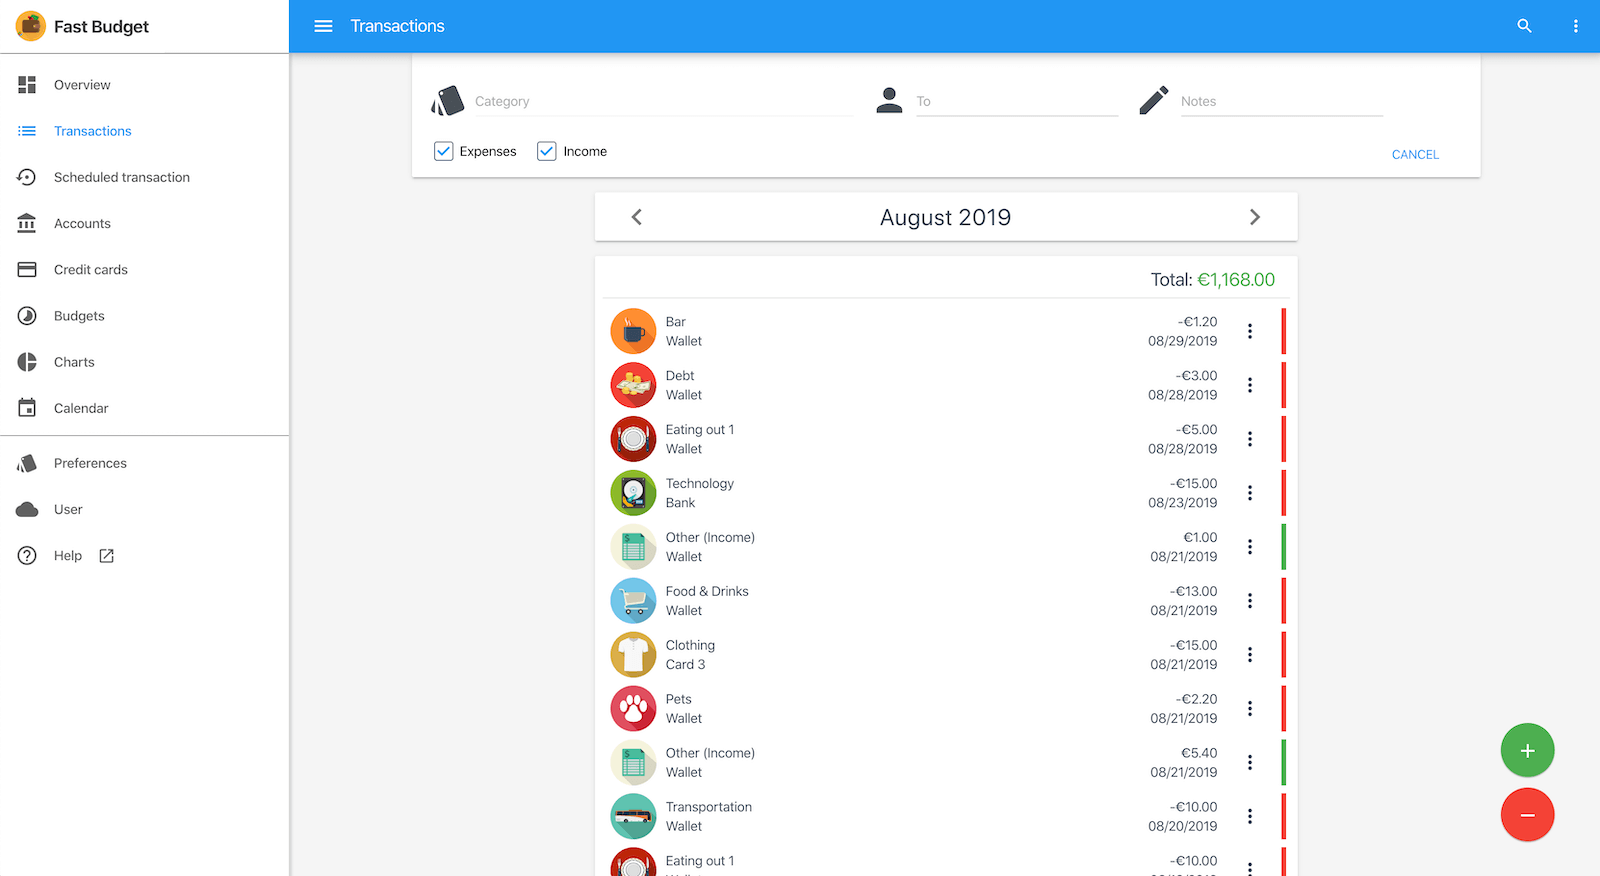 Fast Budget
Transactions
Overview
Transactions
Scheduled transaction
Accounts
Credit cards
Budgets
Charts
Calendar
Preferences
User
Help
Category
To
Notes
Expenses
Income
CANCEL
August 2019
Total: €1,168.00
Bar -€1.20
Wallet 08/29/2019
Debt -€3.00
Wallet 08/28/2019
Eating out 1 -€5.00
Wallet 08/28/2019
Technology -€15.00
Bank 08/23/2019
Other (Income) €1.00
Wallet 08/21/2019
Food & Drinks -€13.00
Wallet 08/21/2019
Clothing -€15.00
Card 3 08/21/2019
Pets -€2.20
Wallet 08/21/2019
Other (Income) €5.40
Wallet 08/21/2019
Transportation -€10.00
Wallet 08/20/2019
Eating out 1 -€10.00